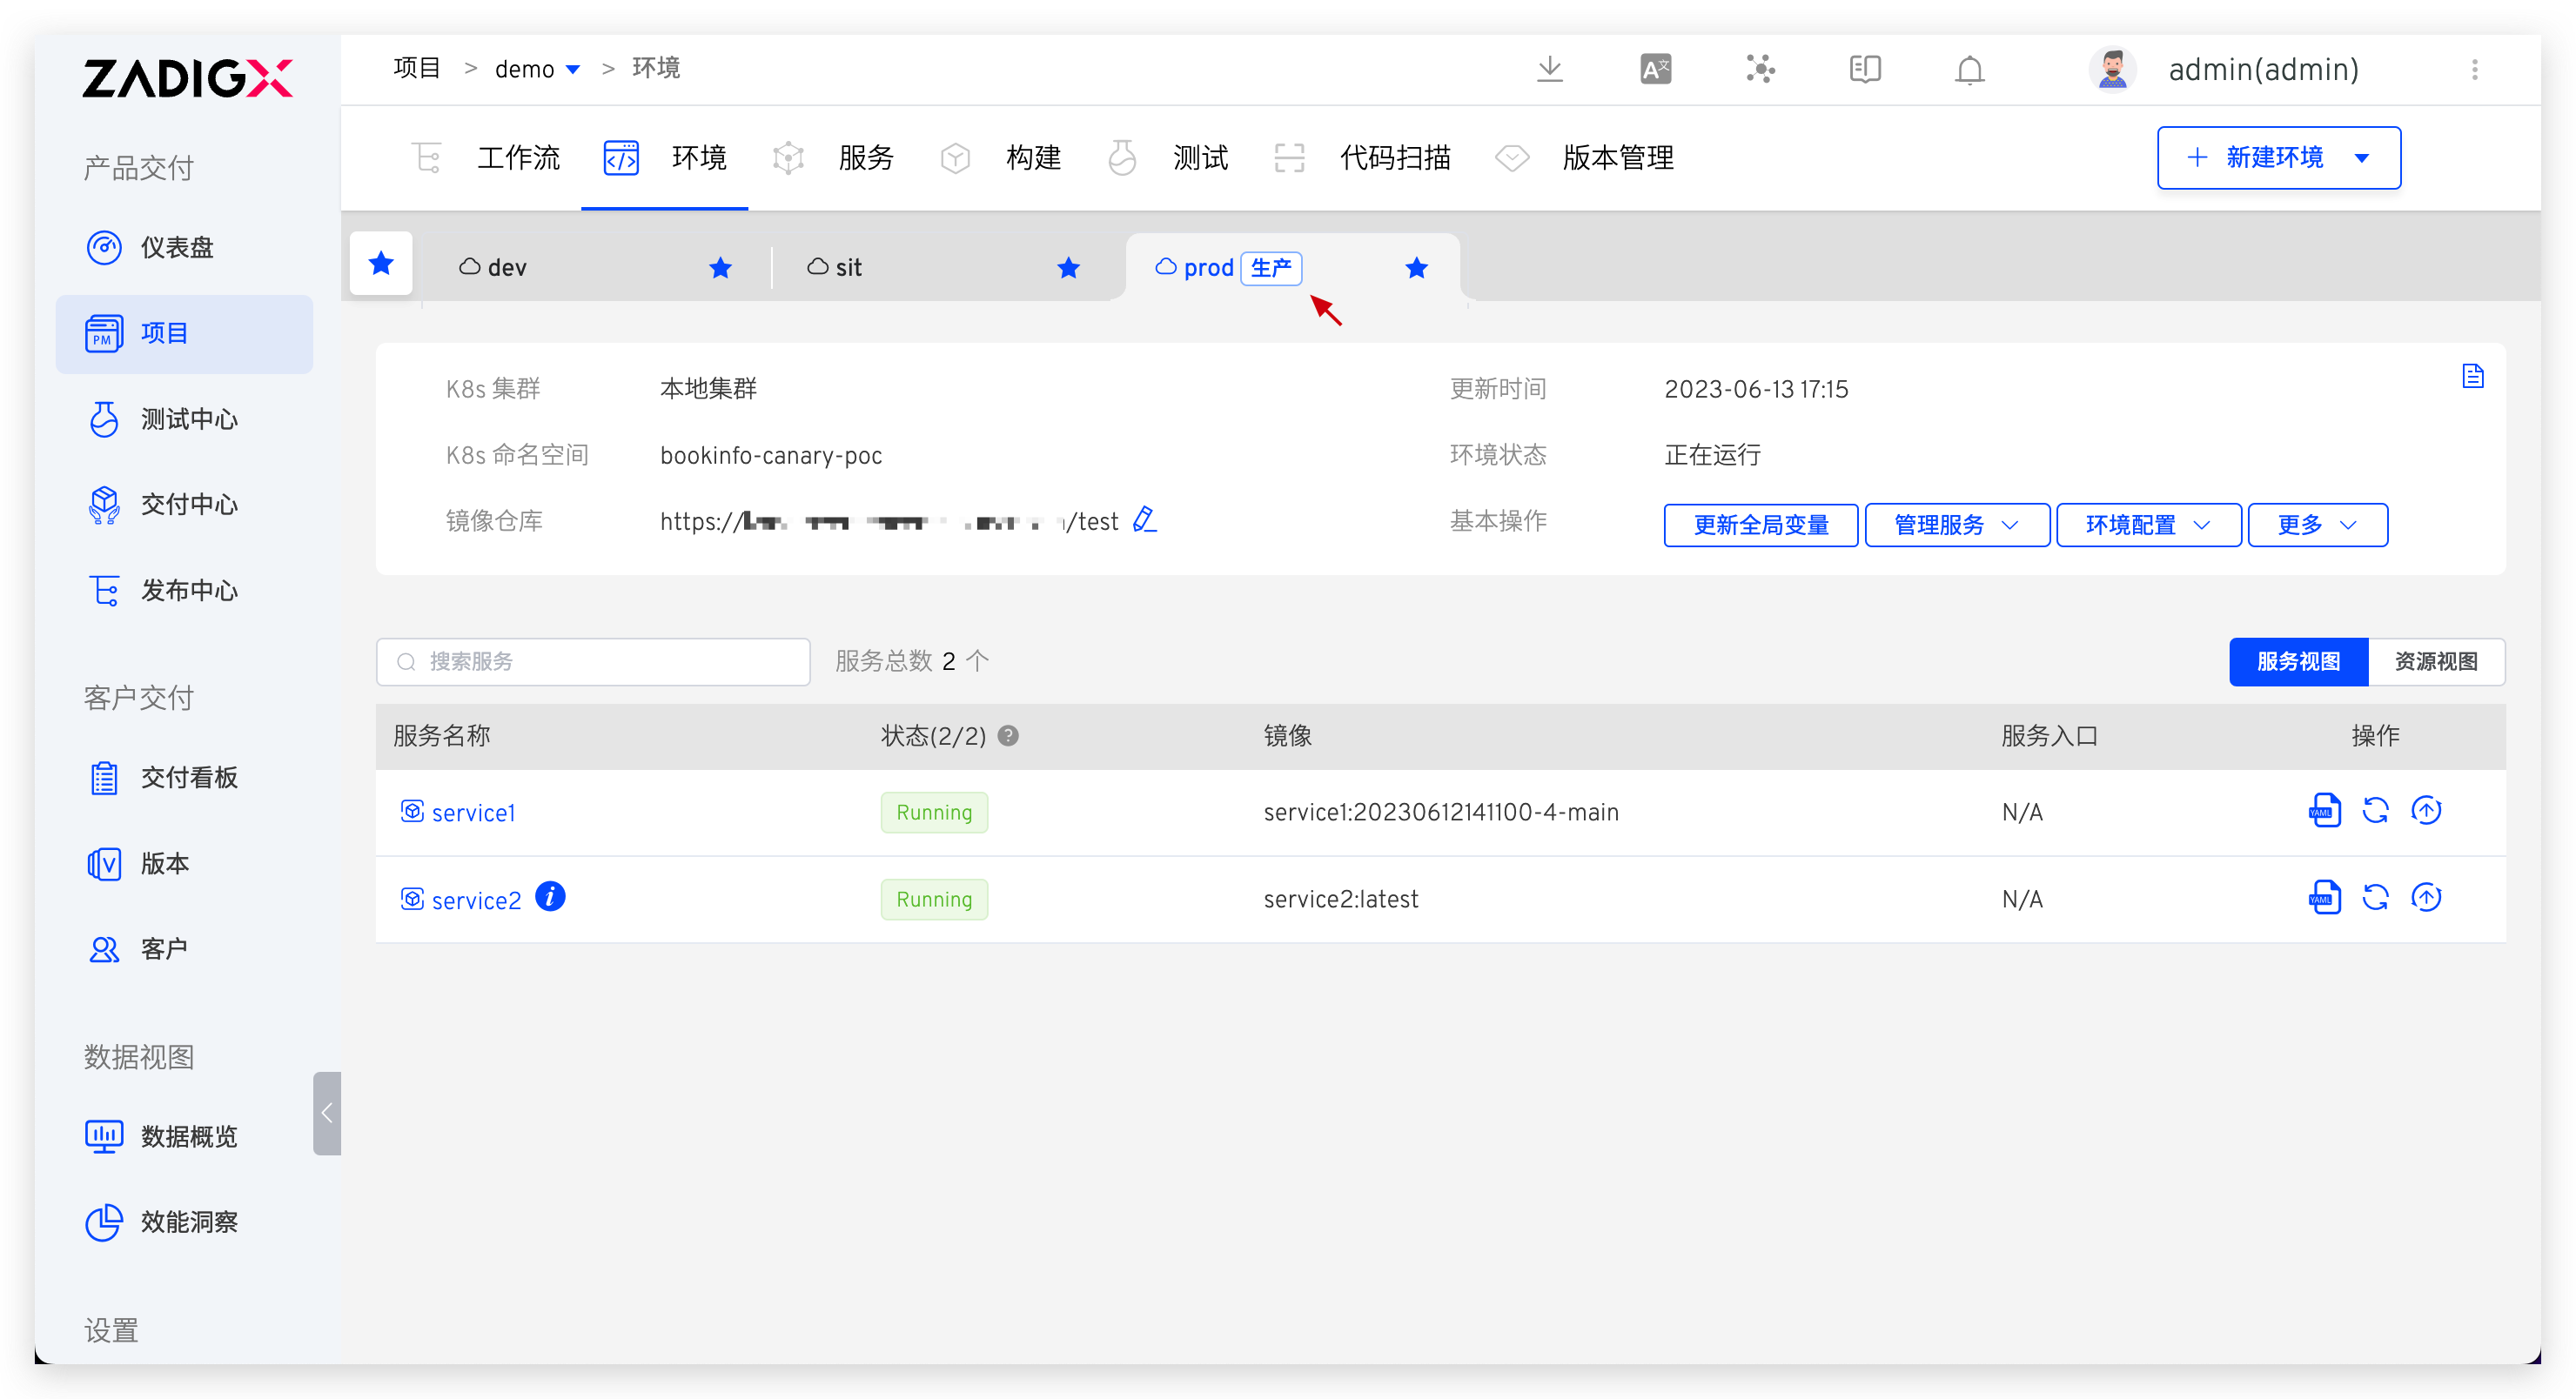 ZADIGX
项目 > demo > 环境
admin(admin)
工作流 环境 服务 构建 测试 代码扫描 版本管理
+ 新建环境
产品交付
仪表盘
项目
测试中心
交付中心
发布中心
客户交付
交付看板
版本
客户
数据视图
数据概览
效能洞察
设置
dev sit prod 生产
K8s 集群 本地集群 更新时间 2023-06-13 17:15
K8s 命名空间 bookinfo-canary-poc 环境状态 正在运行
镜像仓库 https:// /test 基本操作 更新全局变量 管理服务 环境配置 更多
搜索服务 服务总数 2 个 服务视图 资源视图
服务名称 状态(2/2) ? 镜像 服务入口 操作
service1 Running service1:20230612141100-4-main N/A YAML
service2 i Running service2:latest N/A YAML